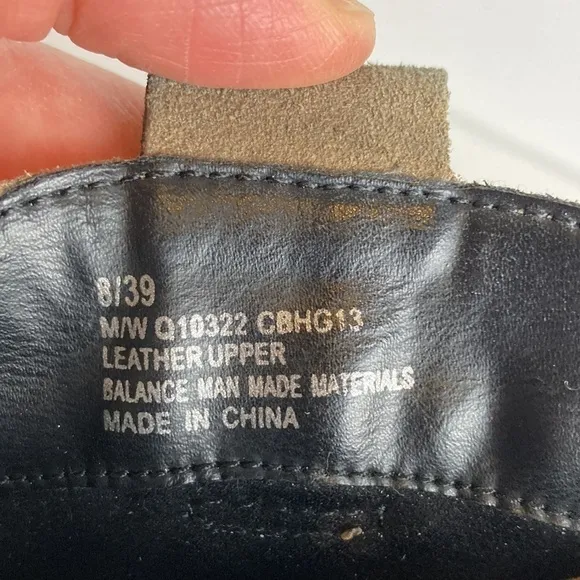 8/39
M/W Q10322 CBHG13
LEATHER UPPER
BALANCE MAN MADE MATERIALS
MADE IN CHINA